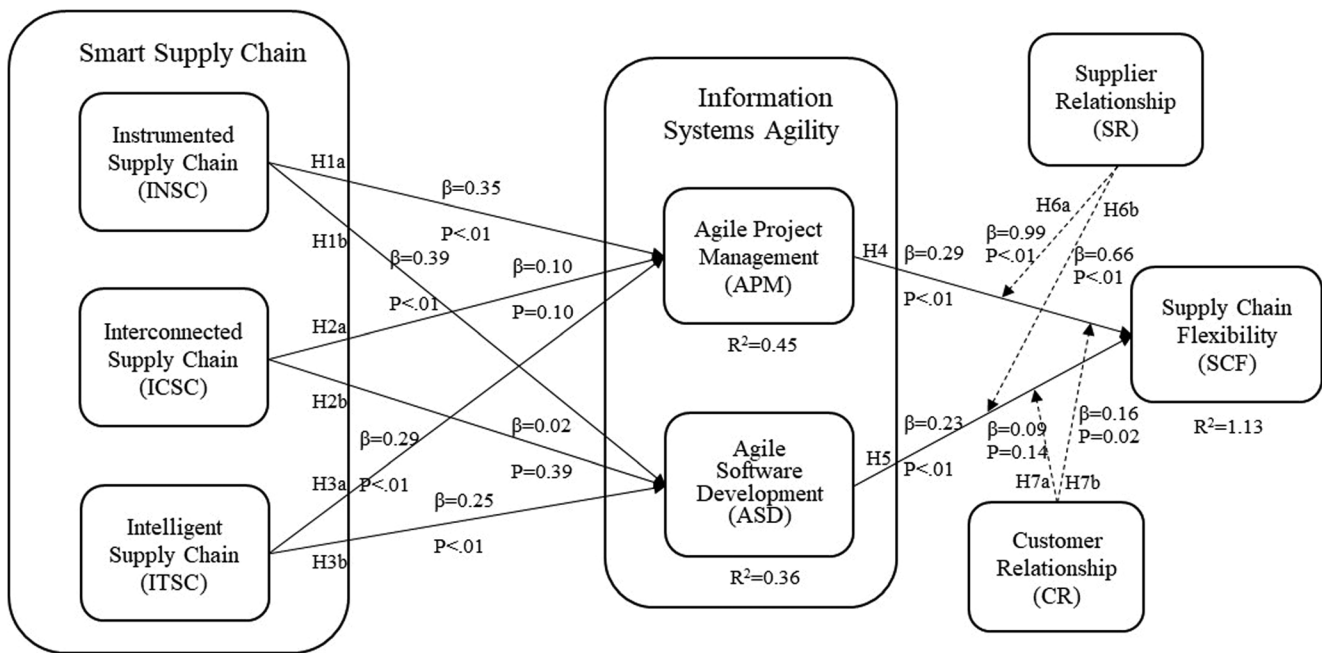 Smart Supply Chain
Instrumented
Supply Chain
(INSC)
Interconnected
Supply Chain
(ICSC)
Intelligent
Supply Chain
(ITSC)
H1a
H1b
H2a
H2b
H3a
H3b
β=0.35
P<.01
β=0.39
P<.01
β=0.10
P=0.10
β=0.02
P=0.39
β=0.29
P<.01
β=0.25
P<.01
Information
Systems Agility
Agile Project
Management
(APM)
R²=0.45
Agile
Software
Development
(ASD)
R²=0.36
H4
β=0.29
P<.01
H5
β=0.23
P<.01
Supplier
Relationship
(SR)
H6a
H6b
β=0.99
P<.01
β=0.66
P<.01
Supply Chain
Flexibility
(SCF)
R²=1.13
β=0.09
P=0.14
β=0.16
P=0.02
H7a
H7b
Customer
Relationship
(CR)